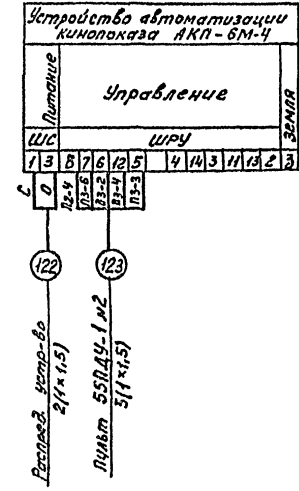 Устройство автоматизации
кинопоказа АКП-6М-4
Питание
Управление
Земля
ШС
ШРУ
1 3 8 7 6 12 5 4 14 3 11 13 2 3
С 0 П2-4 П3-6 П3-2 П3-4 П3-3
122 123
Распред. устр-во
2(1×1,5)
Пульт 55ПДУ-1 №2
5(1×1,5)